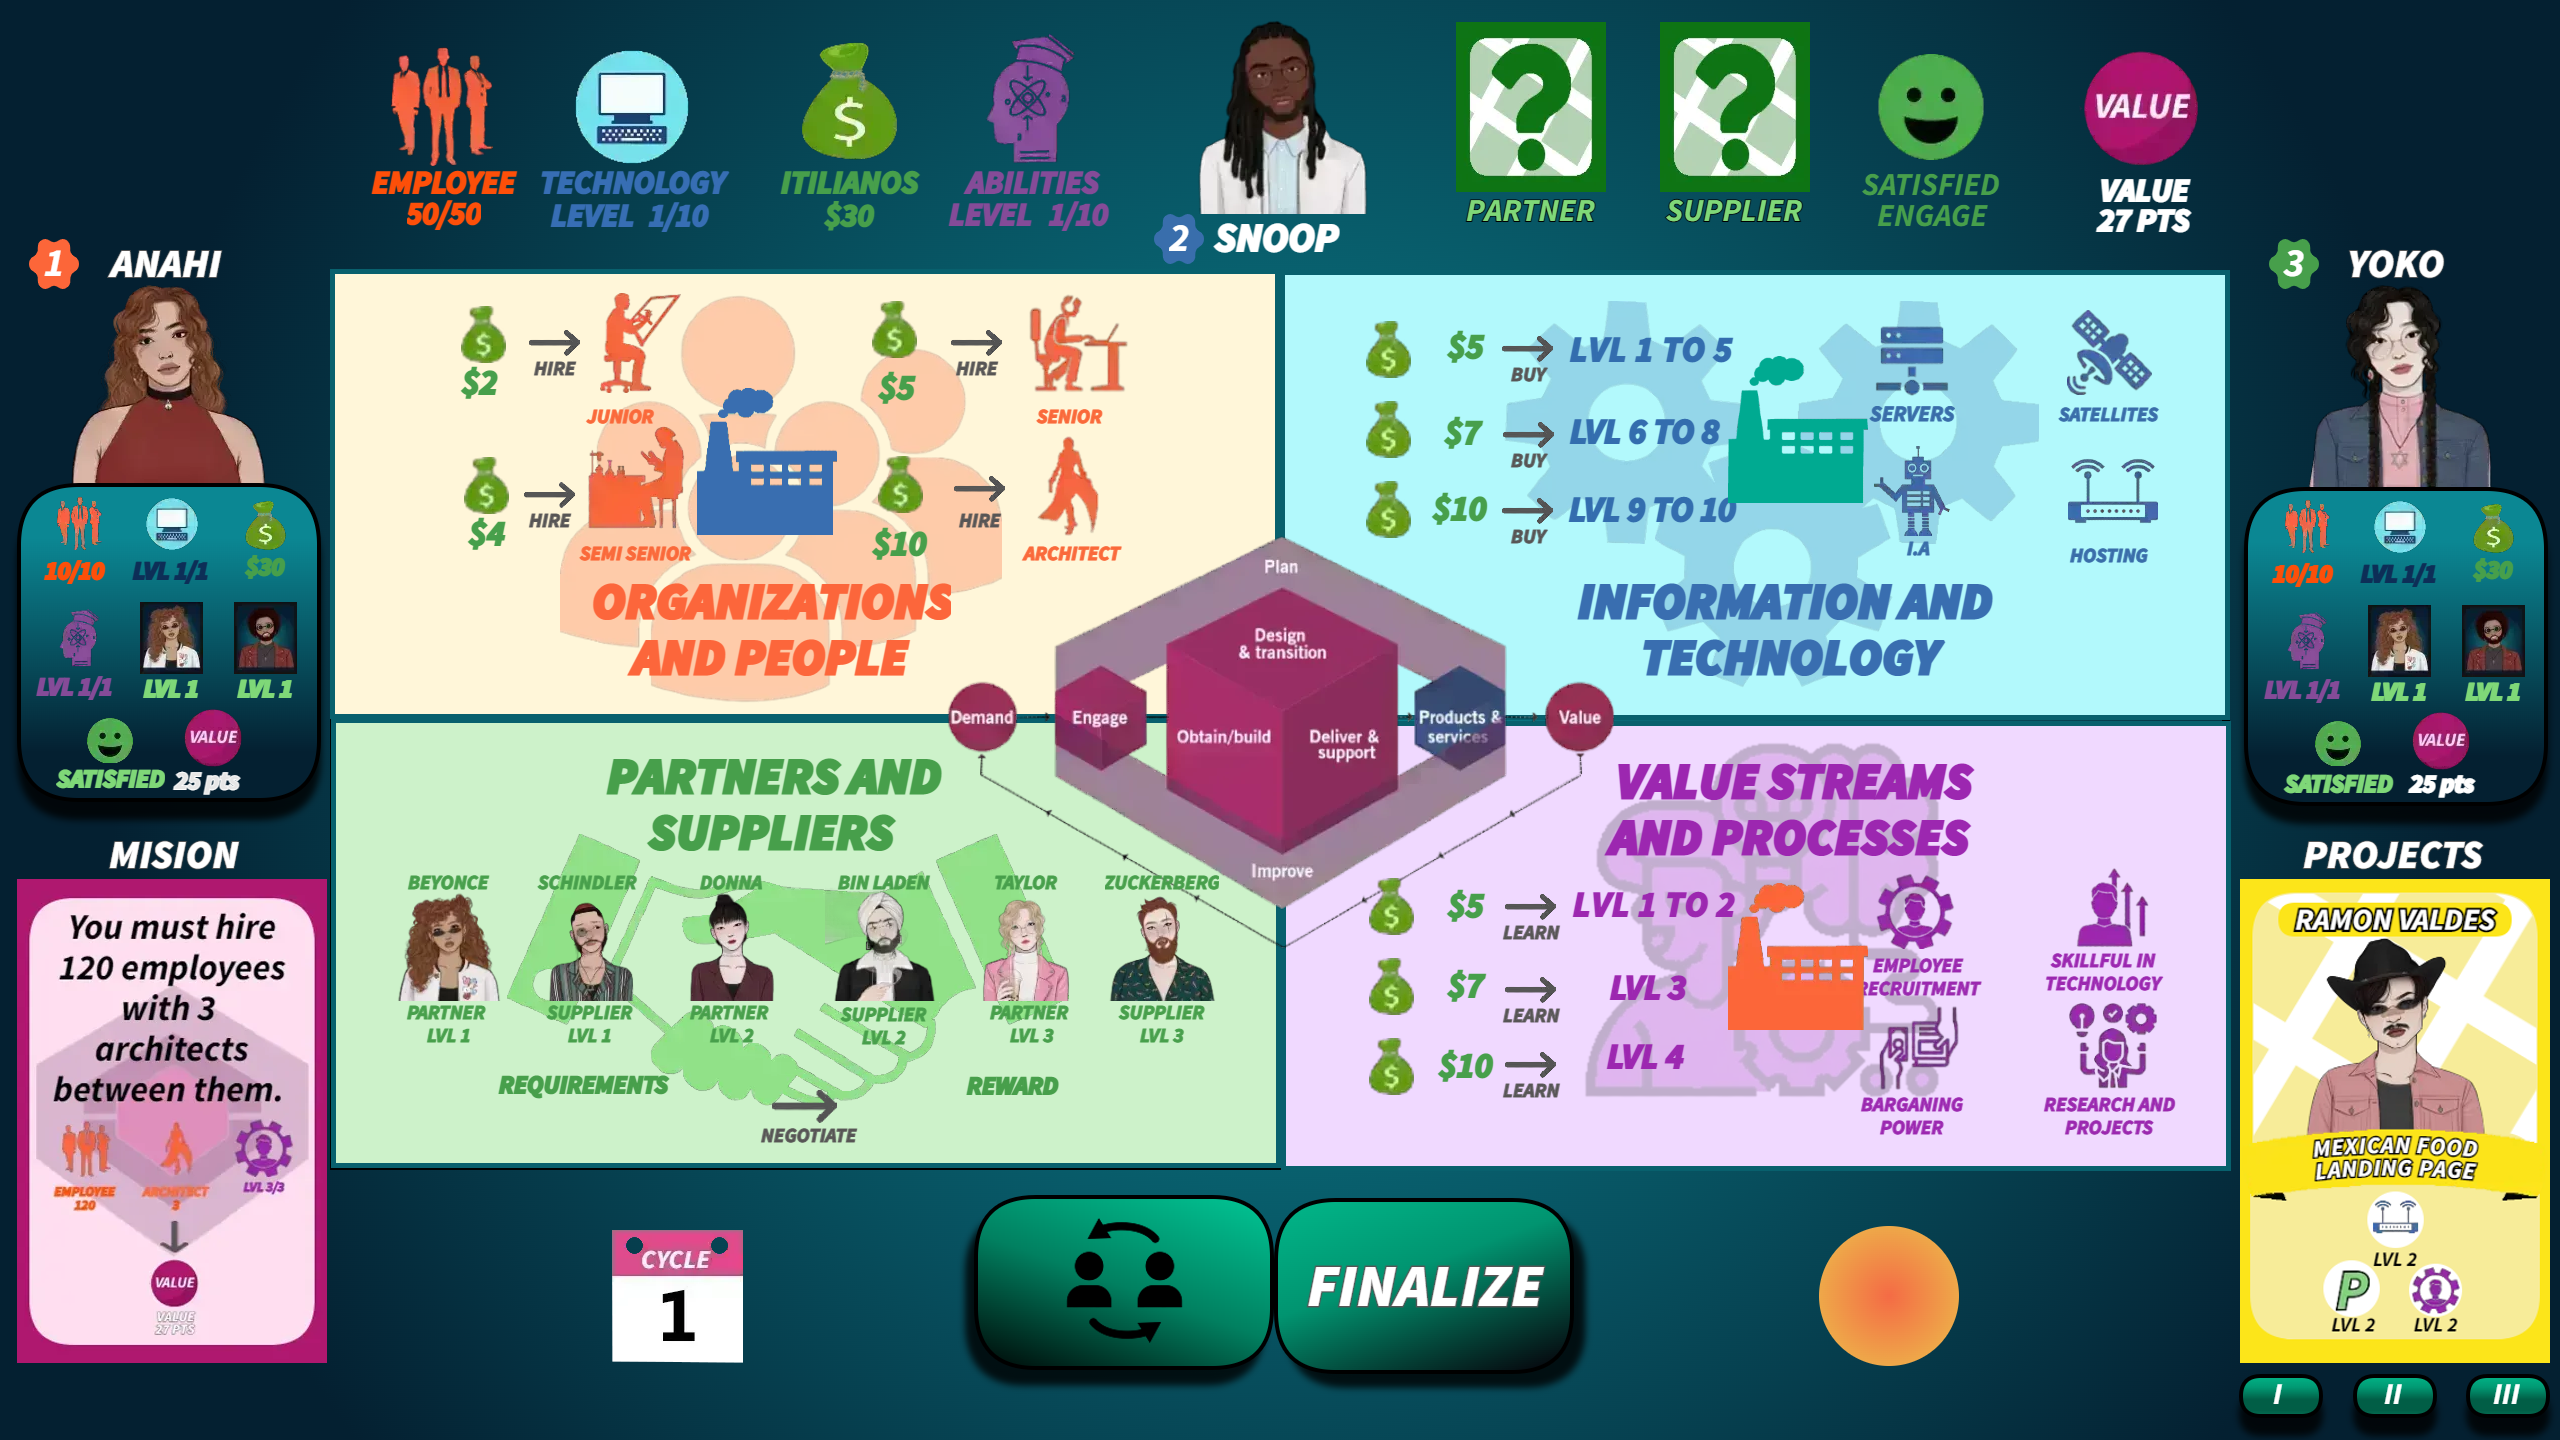 EMPLOYEE
50/50
TECHNOLOGY
LEVEL 1/10
$
ITILIANOS
$30
ABILITIES
LEVEL 1/10
2 SNOOP
?
PARTNER
?
SUPPLIER
SATISFIED
ENGAGE
VALUE
VALUE
27 PTS
1 ANAHI
10/10
LVL 1/1
$
$30
LVL 1/1
LVL 1
LVL 1
SATISFIED
VALUE
25 pts
3 YOKO
10/10
LVL 1/1
$
$30
LVL 1/1
LVL 1
LVL 1
SATISFIED
VALUE
25 pts
$
$2
HIRE
JUNIOR
$
$5
HIRE
SENIOR
$
$4
HIRE
SEMI SENIOR
$
$10
HIRE
ARCHITECT
ORGANIZATIONS
AND PEOPLE
$
$5
BUY
LVL 1 TO 5
$
$7
BUY
LVL 6 TO 8
$
$10
BUY
LVL 9 TO 10
SERVERS
SATELLITES
I.A
HOSTING
INFORMATION AND
TECHNOLOGY
Plan
Design
& transition
Demand
Engage
Obtain/build
Deliver &
support
Products &
services
Value
Improve
PARTNERS AND
SUPPLIERS
BEYONCE
SCHINDLER
DONNA
BIN LADEN
TAYLOR
ZUCKERBERG
PARTNER
LVL 1
SUPPLIER
LVL 1
PARTNER
LVL 2
SUPPLIER
LVL 2
PARTNER
LVL 3
SUPPLIER
LVL 3
REQUIREMENTS
NEGOTIATE
REWARD
VALUE STREAMS
AND PROCESSES
$
$5
LEARN
LVL 1 TO 2
$
$7
LEARN
LVL 3
$
$10
LEARN
LVL 4
EMPLOYEE
RECRUITMENT
SKILLFUL IN
TECHNOLOGY
BARGANING
POWER
RESEARCH AND
PROJECTS
MISION
You must hire
120 employees
with 3
architects
between them.
EMPLOYEE
120
ARCHITECT
3
LVL 3/3
VALUE
VALUE
27 PTS
CYCLE
1
FINALIZE
PROJECTS
RAMON VALDES
MEXICAN FOOD
LANDING PAGE
LVL 2
P
LVL 2
LVL 2
I
II
III